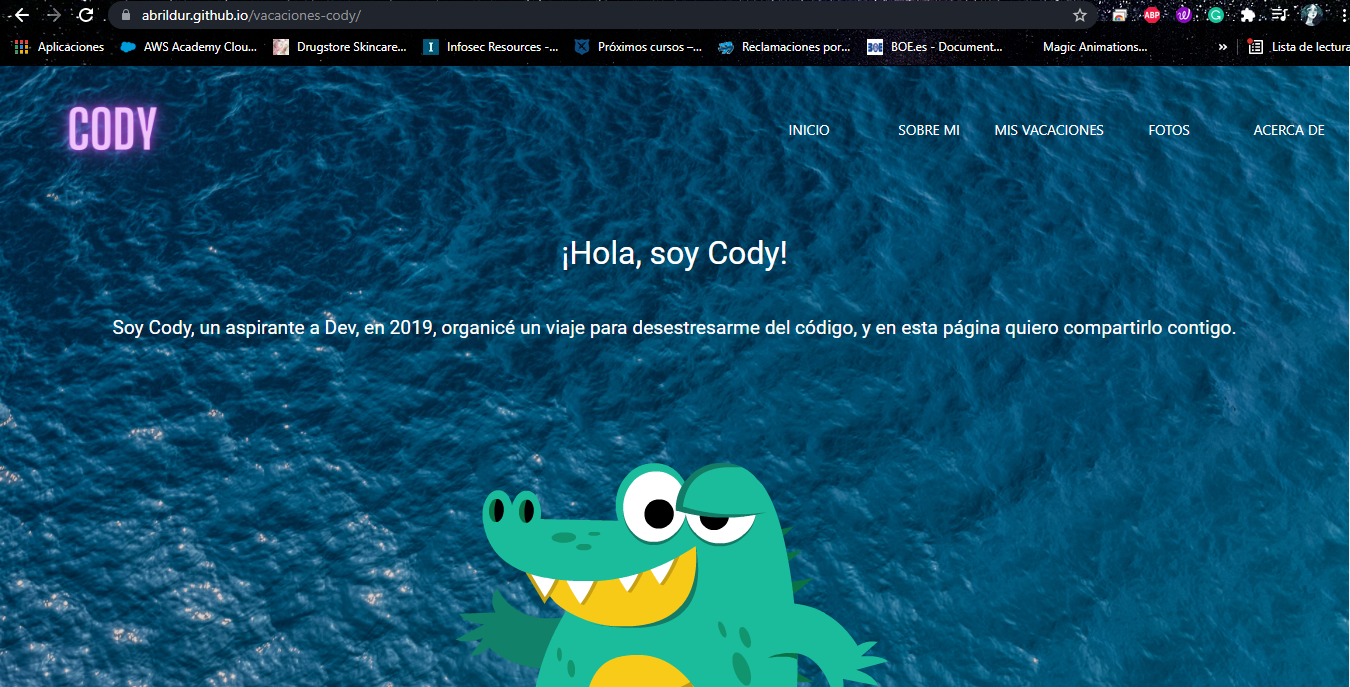 abrildur.github.io/vacaciones-cody/
ABP
Aplicaciones AWS Academy Clou... Drugstore Skincare... I Infosec Resources -... Próximos cursos –... Reclamaciones por... BOE BOE.es - Document... Magic Animations... » Lista de lectura
CODY INICIO SOBRE MI MIS VACACIONES FOTOS ACERCA DE
¡Hola, soy Cody!
Soy Cody, un aspirante a Dev, en 2019, organicé un viaje para desestresarme del código, y en esta página quiero compartirlo contigo.